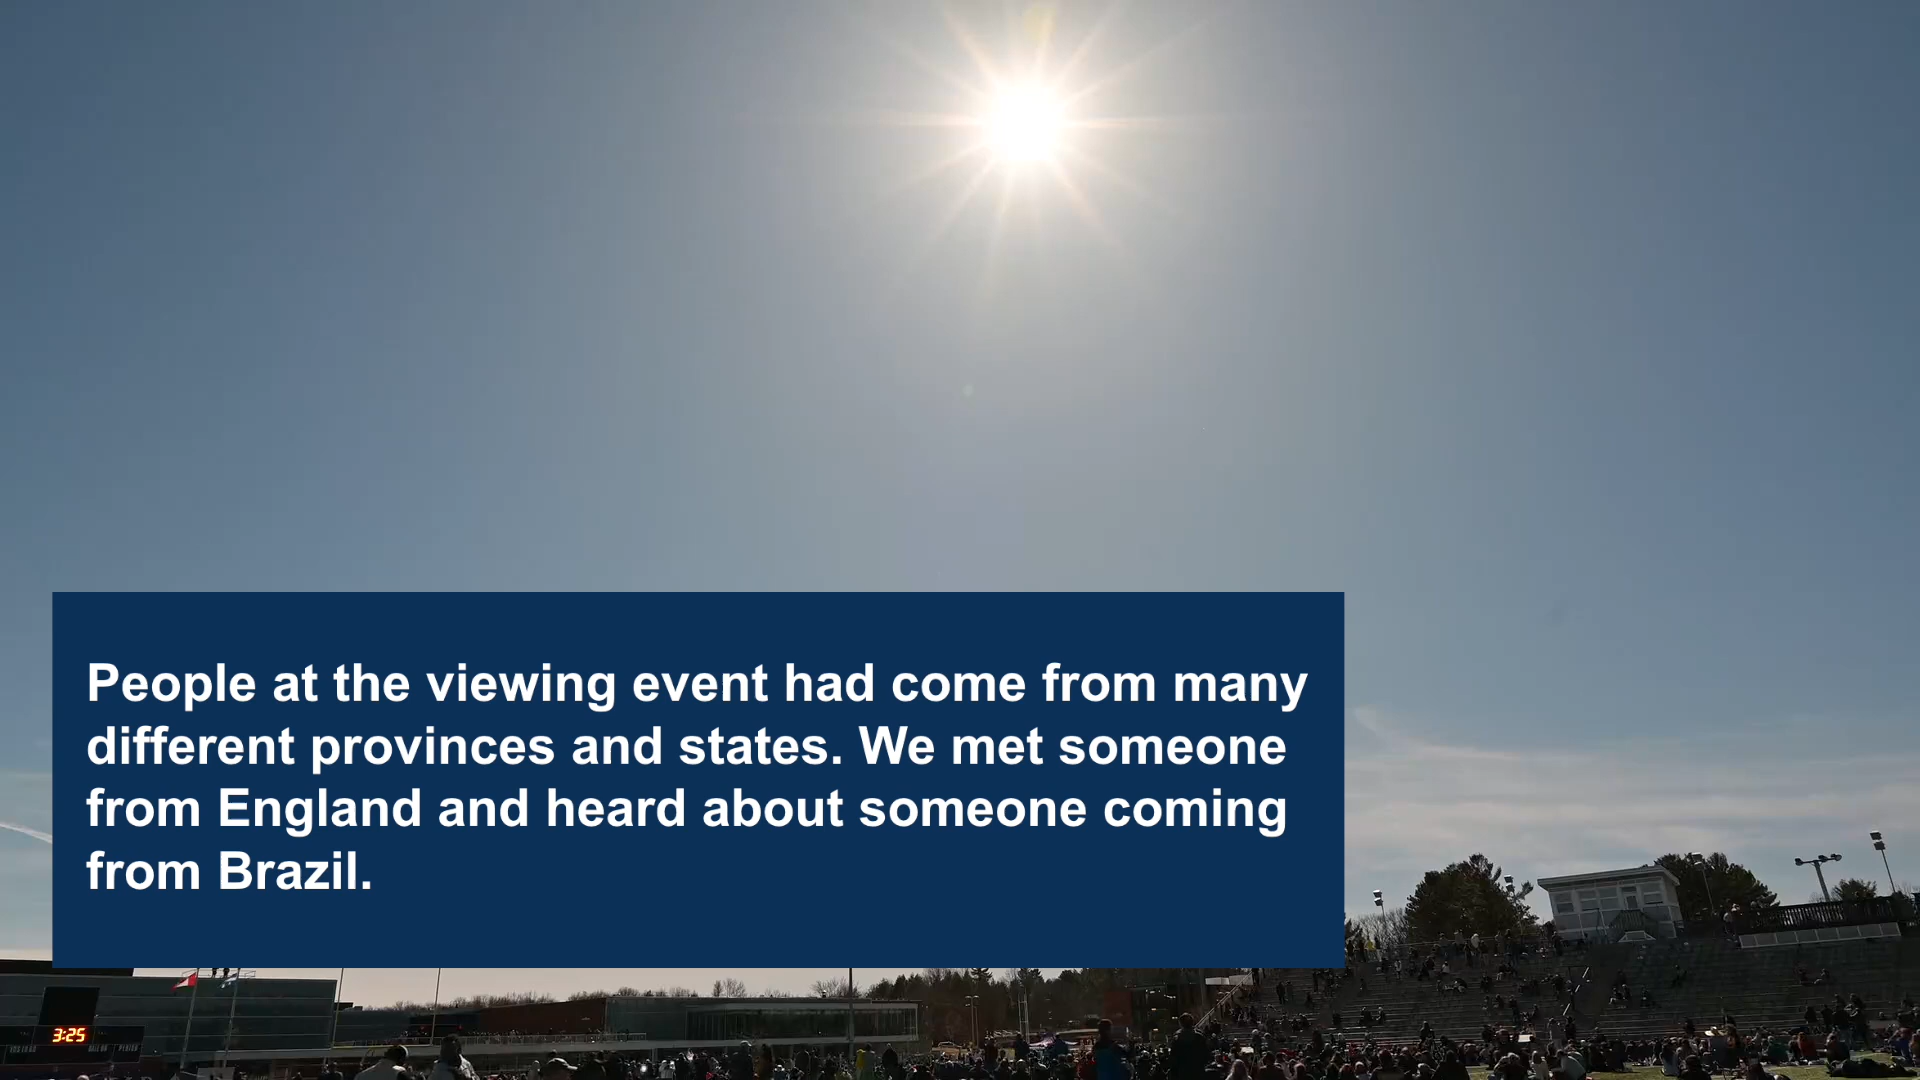 People at the viewing event had come from many
different provinces and states. We met someone
from England and heard about someone coming
from Brazil.
3:25